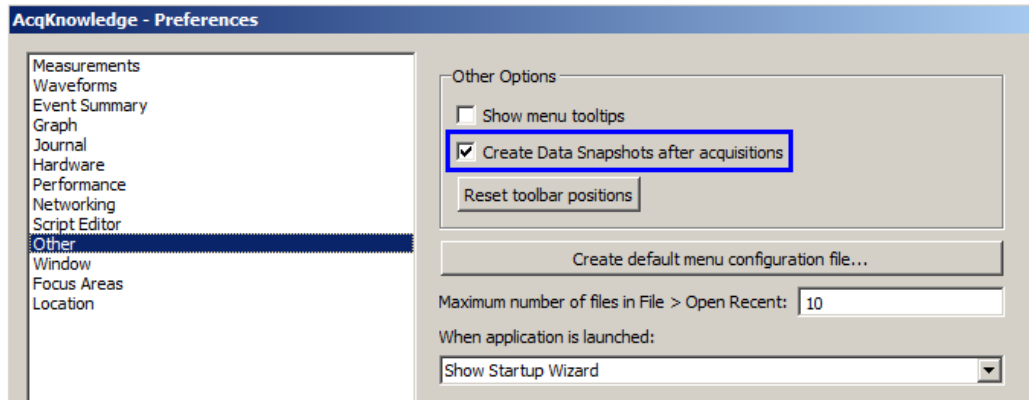 AcqKnowledge - Preferences
Measurements
Waveforms
Event Summary
Graph
Journal
Hardware
Performance
Networking
Script Editor
Other
Window
Focus Areas
Location
Other Options
Show menu tooltips
Create Data Snapshots after acquisitions
Reset toolbar positions
Create default menu configuration file...
Maximum number of files in File > Open Recent: 10
When application is launched:
Show Startup Wizard